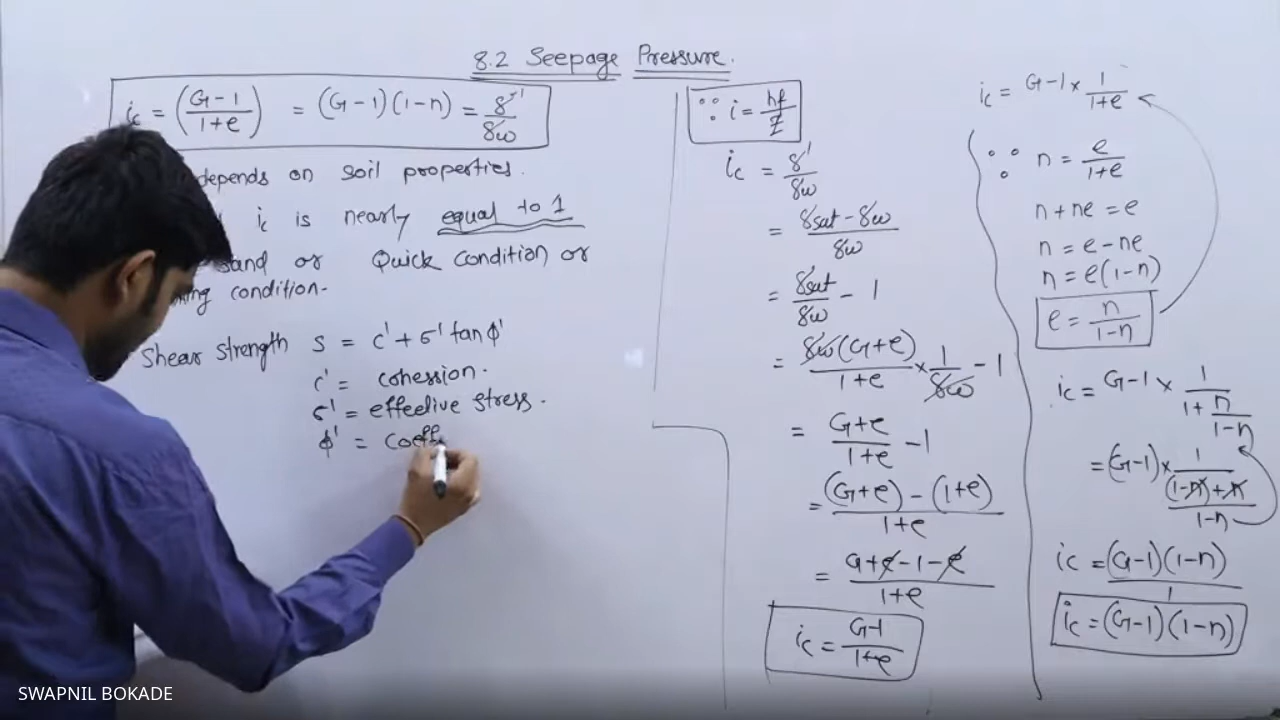 8.2 Seepage Pressure.
ic = (G-1/1+e) = (G-1)(1-n) = γ'/γw
depends on soil properties.
ic is nearly equal to 1
sand or Quick Condition or
condition.
Shear strength S = c' + σ' tan φ'
c' = cohession.
σ' = effective stress.
φ' = coeff
∵ i = hf/Z
ic = γ'/γw
= γsat - γw/γw
= γsat/γw - 1
= γw(G+e)/1+e × 1/γw - 1
= G+e/1+e - 1
= (G+e) - (1+e)/1+e
= G+e-1-e/1+e
ic = G-1/1+e
ic = G-1 × 1/1+e
∵ n = e/1+e
n + ne = e
n = e - ne
n = e(1-n)
e = n/1-n
ic = G-1 × 1/1+n/1-n
= (G-1) × 1/(1-n)+n/1-n
ic = (G-1)(1-n)/1
ic = (G-1)(1-n)
SWAPNIL BOKADE